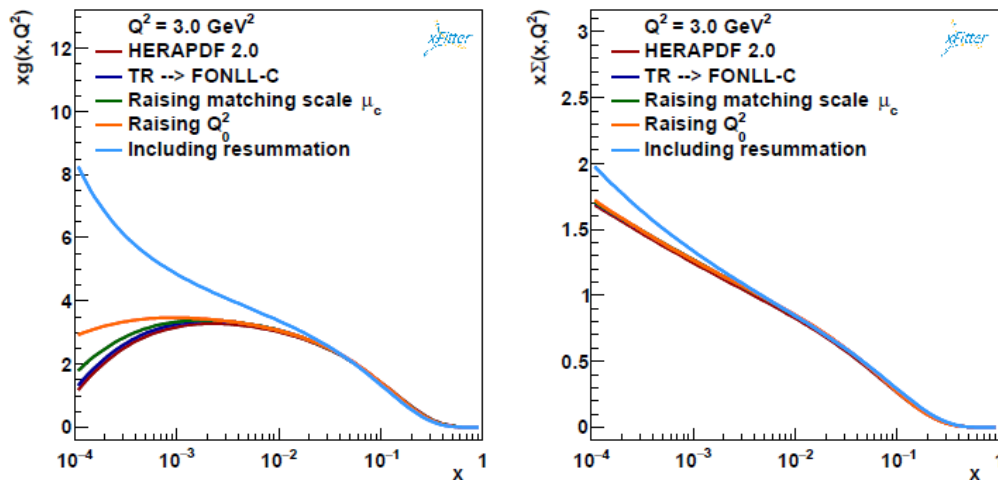 xg(x,Q²)
Q² = 3.0 GeV²
HERAPDF 2.0
TR --> FONLL-C
Raising matching scale μ_c
Raising Q₀²
Including resummation
xFitter
12
10
8
6
4
2
0
10⁻⁴
10⁻³
10⁻²
10⁻¹
1
x
xΣ(x,Q²)
Q² = 3.0 GeV²
HERAPDF 2.0
TR --> FONLL-C
Raising matching scale μ_c
Raising Q₀²
Including resummation
xFitter
3
2.5
2
1.5
1
0.5
0
10⁻⁴
10⁻³
10⁻²
10⁻¹
1
x